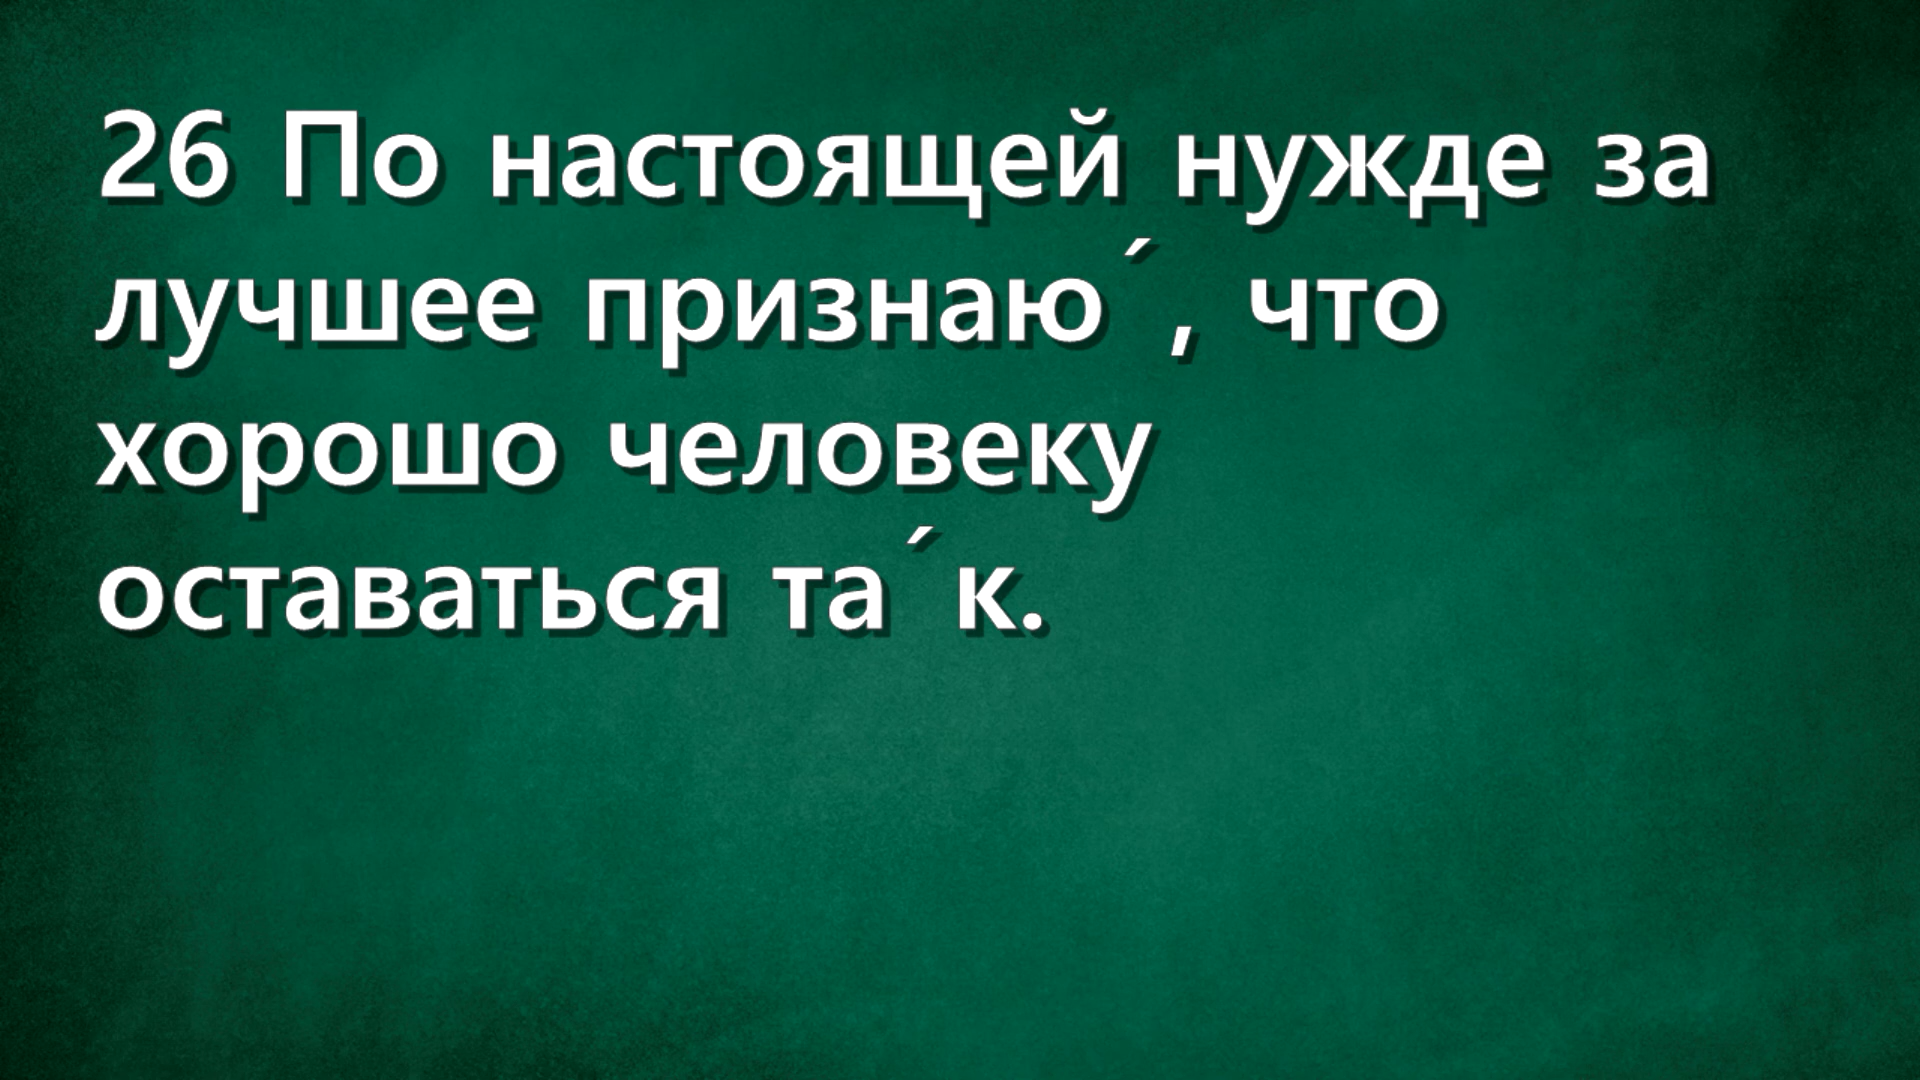 26 По настоящей нужде за
лучшее признаю´, что
хорошо человеку
оставаться та´к.